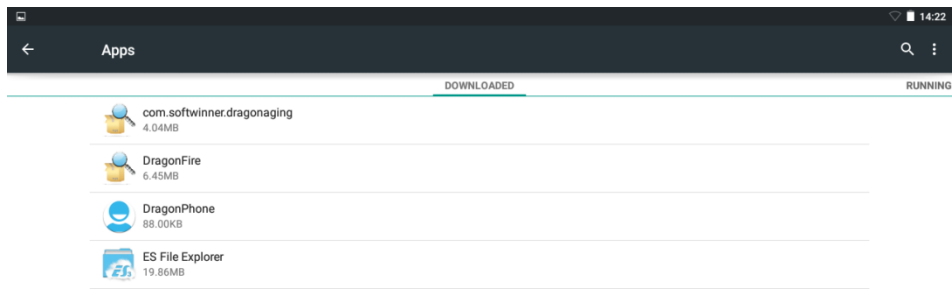 14:22
Apps
DOWNLOADED RUNNING
com.softwinner.dragonaging
4.04MB
DragonFire
6.45MB
DragonPhone
88.00KB
ES File Explorer
19.86MB